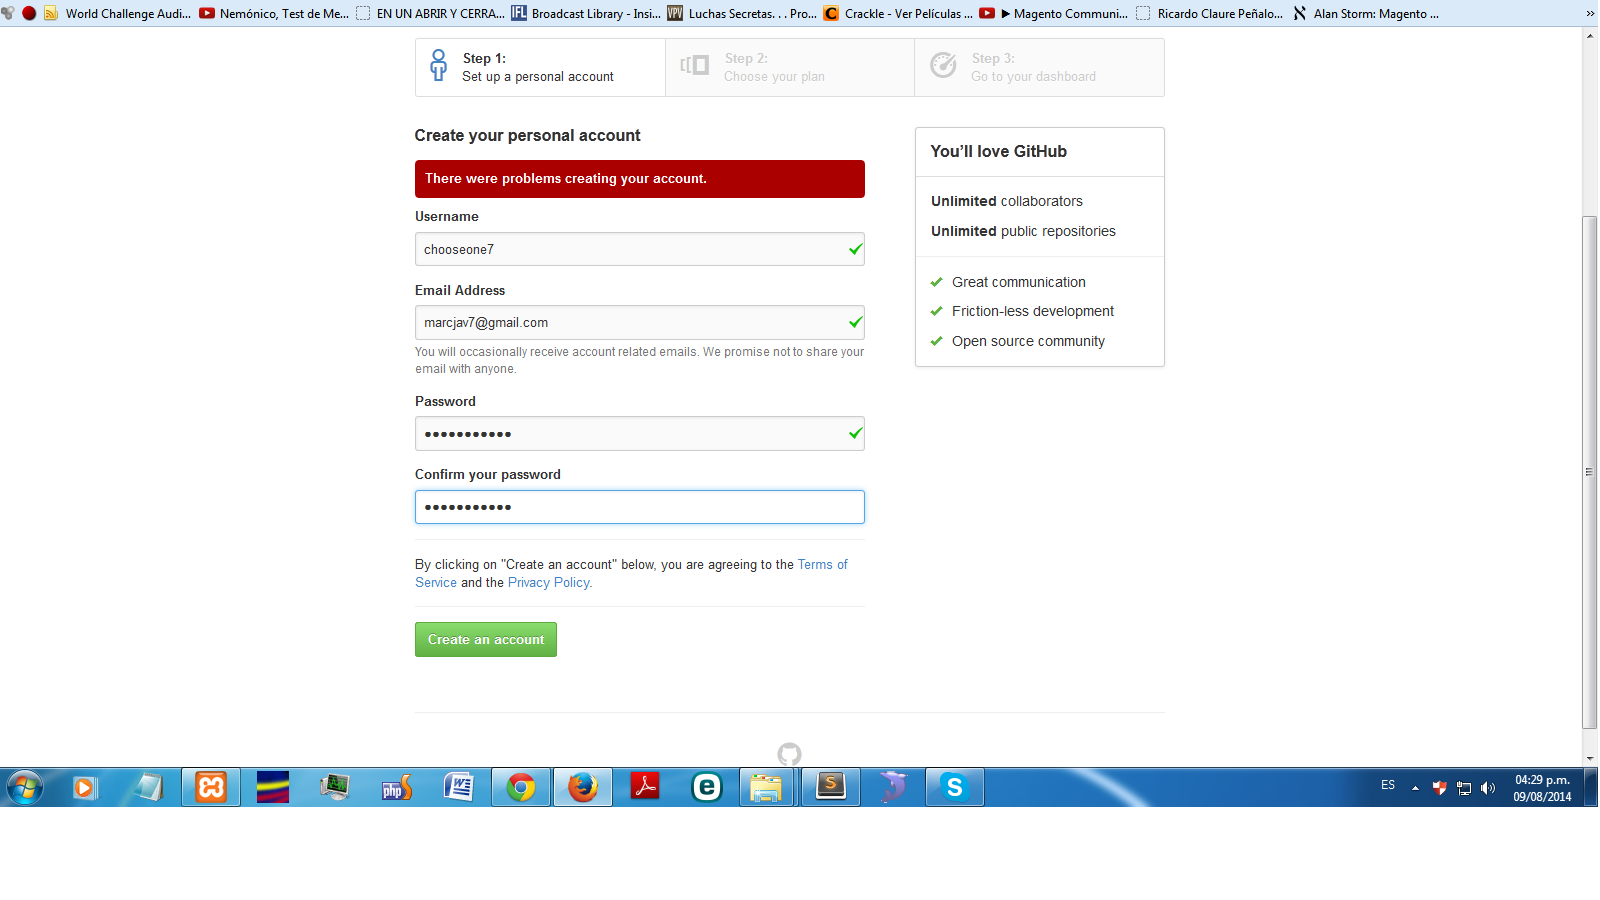 World Challenge Audi... Nemónico, Test de Me... EN UN ABRIR Y CERRA... IFL Broadcast Library - Insi... VPV Luchas Secretas. . . Pro... C Crackle - Ver Películas ... ▶ Magento Communi... Ricardo Claure Peñalo... Alan Storm: Magento ... »
Step 1:
Set up a personal account
Step 2:
Choose your plan
Step 3:
Go to your dashboard
Create your personal account
There were problems creating your account.
Username
chooseone7
Email Address
marcjav7@gmail.com
You will occasionally receive account related emails. We promise not to share your
email with anyone.
Password
●●●●●●●●●●●
Confirm your password
●●●●●●●●●●●
By clicking on "Create an account" below, you are agreeing to the Terms of
Service and the Privacy Policy.
Create an account
You’ll love GitHub
Unlimited collaborators
Unlimited public repositories
Great communication
Friction-less development
Open source community
php
W
e
S
S
ES
04:29 p.m.
09/08/2014